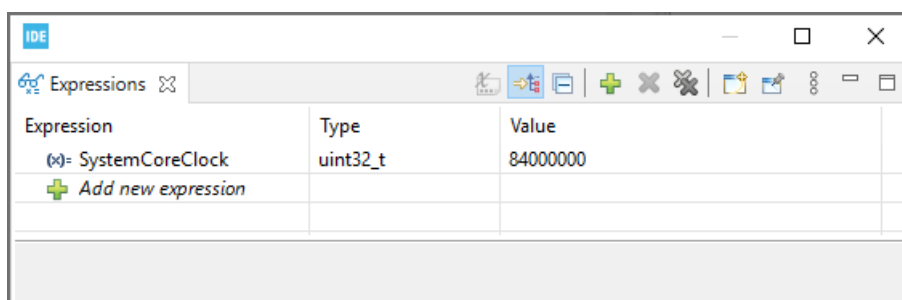 IDE
Expressions
Expression Type Value
(x)= SystemCoreClock uint32_t 84000000
Add new expression